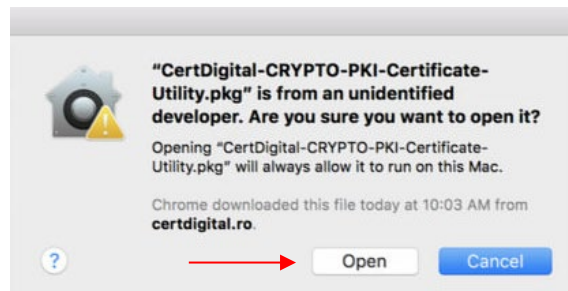 “CertDigital-CRYPTO-PKI-Certificate-
Utility.pkg” is from an unidentified
developer. Are you sure you want to open it?
Opening “CertDigital-CRYPTO-PKI-Certificate-
Utility.pkg” will always allow it to run on this Mac.
Chrome downloaded this file today at 10:03 AM from
certdigital.ro.
?
Open
Cancel